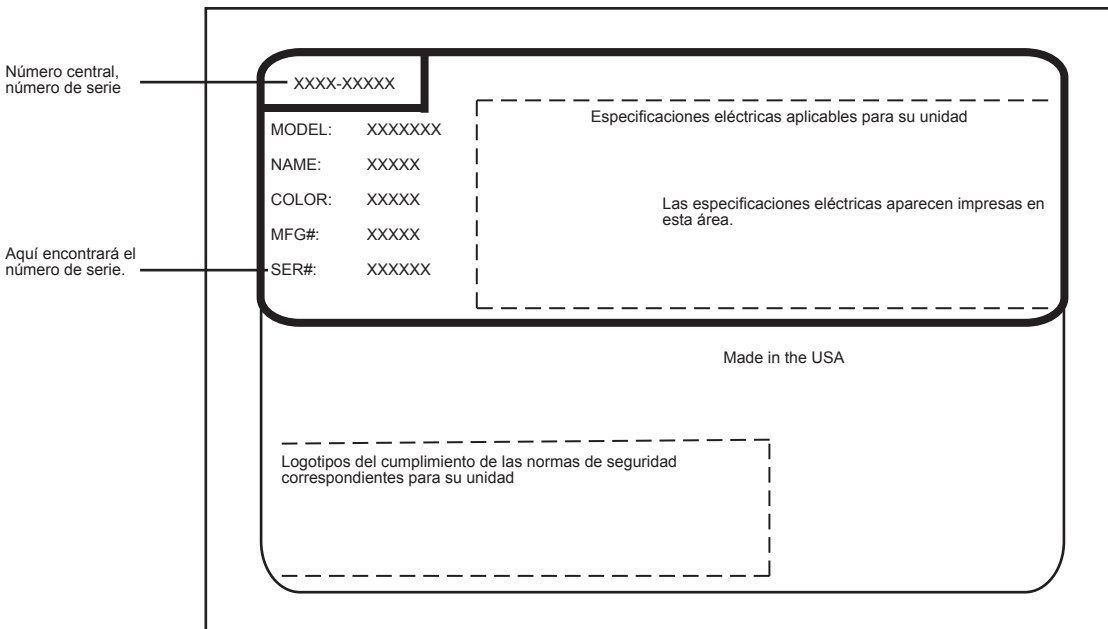 Número central,
número de serie
XXXX-XXXXX
Especificaciones eléctricas aplicables para su unidad
MODEL: XXXXXXX
NAME: XXXXX
COLOR: XXXXX
MFG#: XXXXX
SER#: XXXXXX
Las especificaciones eléctricas aparecen impresas en
esta área.
Aquí encontrará el
número de serie.
Made in the USA
Logotipos del cumplimiento de las normas de seguridad
correspondientes para su unidad